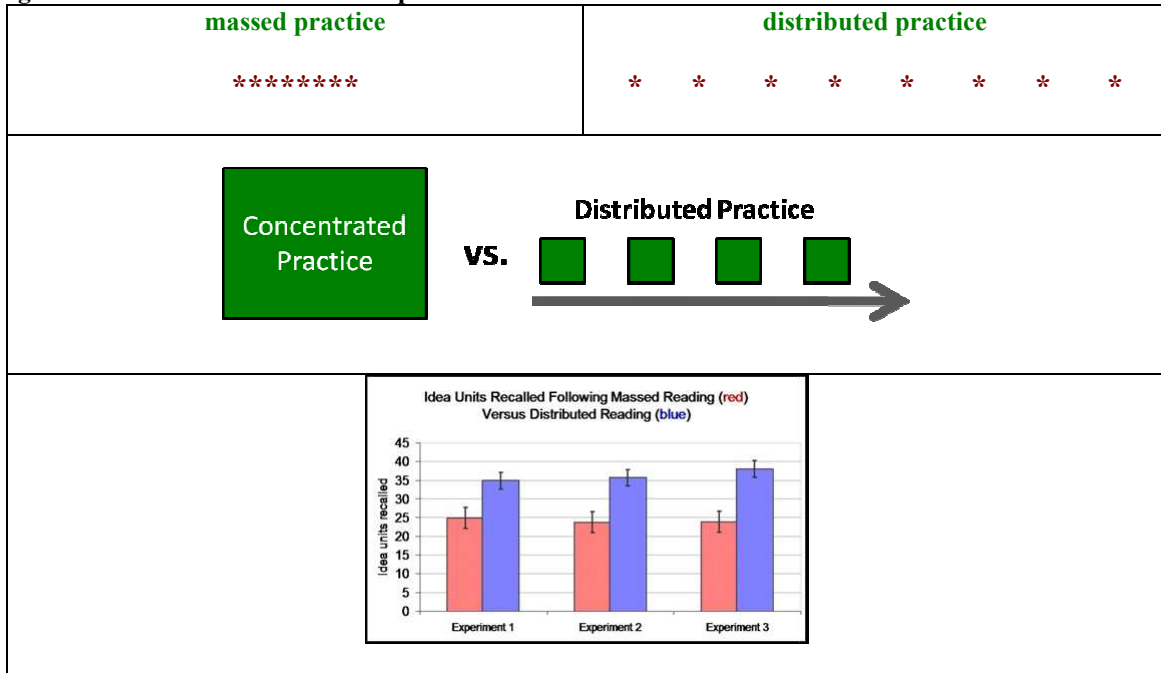 massed practice
distributed practice
********
* * * * * * * *
Concentrated
Practice
vs.
Distributed Practice
Idea Units Recalled Following Massed Reading (red)
Versus Distributed Reading (blue)
Idea units recalled
45
40
35
30
25
20
15
10
5
0
Experiment 1
Experiment 2
Experiment 3